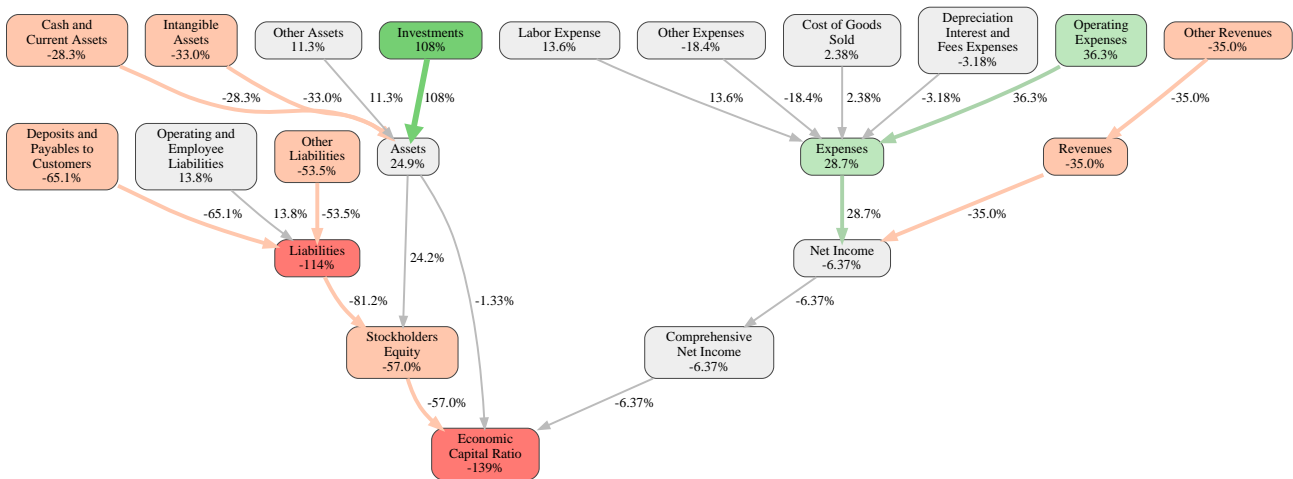 Cash and
Current Assets
-28.3%
Intangible
Assets
-33.0%
Other Assets
11.3%
Investments
108%
Labor Expense
13.6%
Other Expenses
-18.4%
Cost of Goods
Sold
2.38%
Depreciation
Interest and
Fees Expenses
-3.18%
Operating
Expenses
36.3%
Other Revenues
-35.0%
-28.3%
-33.0%
11.3%
108%
13.6%
-18.4%
2.38%
-3.18%
36.3%
-35.0%
Deposits and
Payables to
Customers
-65.1%
Operating and
Employee
Liabilities
13.8%
Other
Liabilities
-53.5%
Assets
24.9%
Expenses
28.7%
Revenues
-35.0%
-65.1%
13.8%
-53.5%
28.7%
-35.0%
Liabilities
-114%
24.2%
Net Income
-6.37%
-81.2%
-1.33%
-6.37%
Stockholders
Equity
-57.0%
Comprehensive
Net Income
-6.37%
-57.0%
-6.37%
Economic
Capital Ratio
-139%